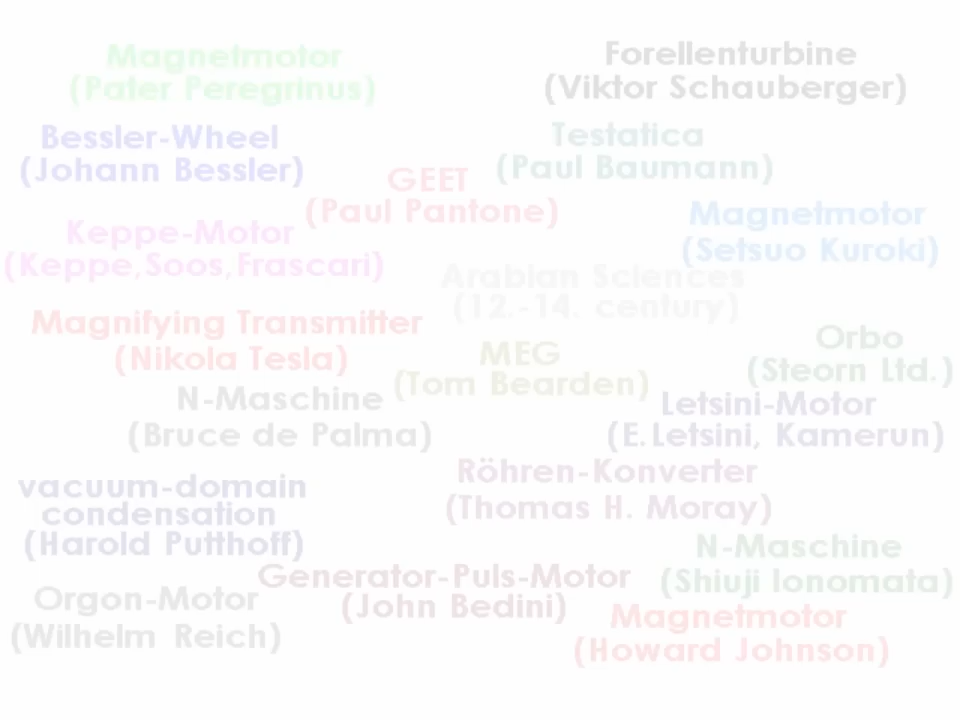 Magnetmotor
(Pater Peregrinus)
Forellenturbine
(Viktor Schauberger)
Bessler-Wheel
(Johann Bessler)
Testatica
(Paul Baumann)
GEET
(Paul Pantone)
Magnetmotor
(Setsuo Kuroki)
Keppe-Motor
(Keppe,Soos,Frascari)
Arabian Sciences
(12.-14. century)
Magnifying Transmitter
(Nikola Tesla)
MEG
(Tom Bearden)
Orbo
(Steorn Ltd.)
N-Maschine
(Bruce de Palma)
Letsini-Motor
(E.Letsini, Kamerun)
Röhren-Konverter
(Thomas H. Moray)
vacuum-domain
condensation
(Harold Putthoff)
N-Maschine
(Shiuji Ionomata)
Generator-Puls-Motor
(John Bedini)
Orgon-Motor
(Wilhelm Reich)
Magnetmotor
(Howard Johnson)